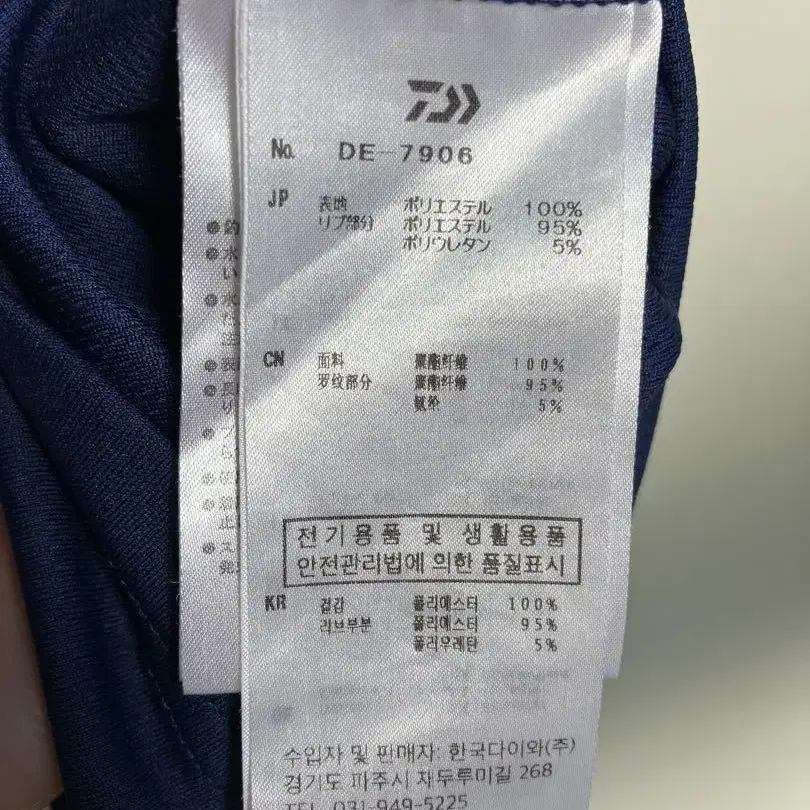 No. DE-7906
JP 表地 ポリエステル 100%
リブ部分 ポリエステル 95%
ポリウレタン 5%
CN 面料 聚酯纤维 100%
罗纹部分 聚酯纤维 95%
氨纶 5%
전기용품 및 생활용품
안전관리법에 의한 품질표시
KR 겉감 폴리에스터 100%
리브부분 폴리에스터 95%
폴리우레탄 5%
수입자 및 판매자: 한국다이와(주)
경기도 파주시 재두루미길 268
TEL 031-949-5225